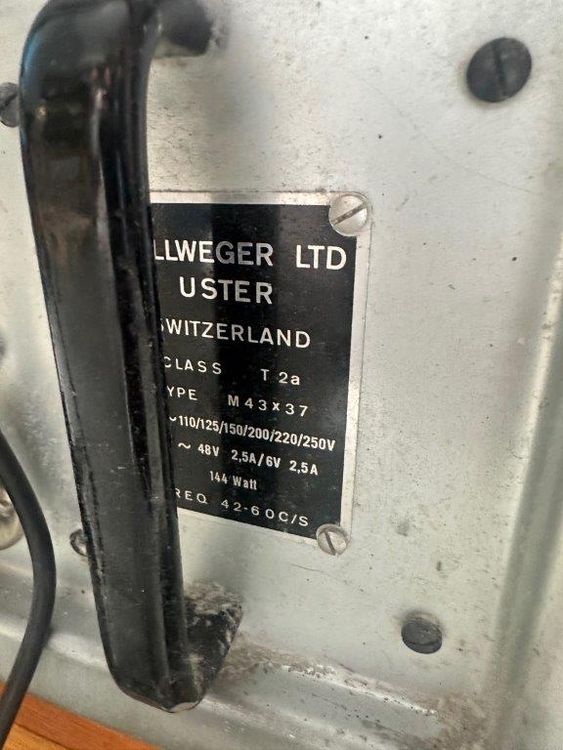 LLWEGER LTD
USTER
SWITZERLAND
CLASS T 2a
YPE M43x37
~110/125/150/200/220/250V
~ 48V 2,5A/6V 2,5A
144 Watt
REQ 42-60C/S